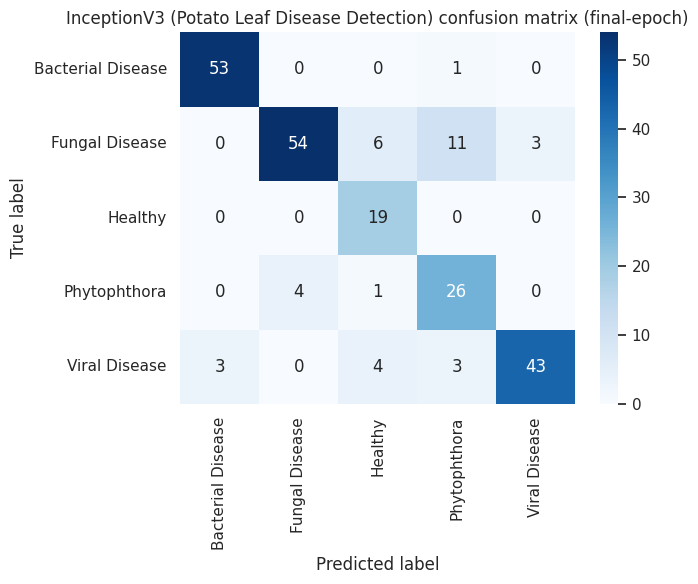 InceptionV3 (Potato Leaf Disease Detection) confusion matrix (final-epoch)
True label
Bacterial Disease 53 0 0 1 0
Fungal Disease 0 54 6 11 3
Healthy 0 0 19 0 0
Phytophthora 0 4 1 26 0
Viral Disease 3 0 4 3 43
Bacterial Disease
Fungal Disease
Healthy
Phytophthora
Viral Disease
Predicted label
50
40
30
20
10
0